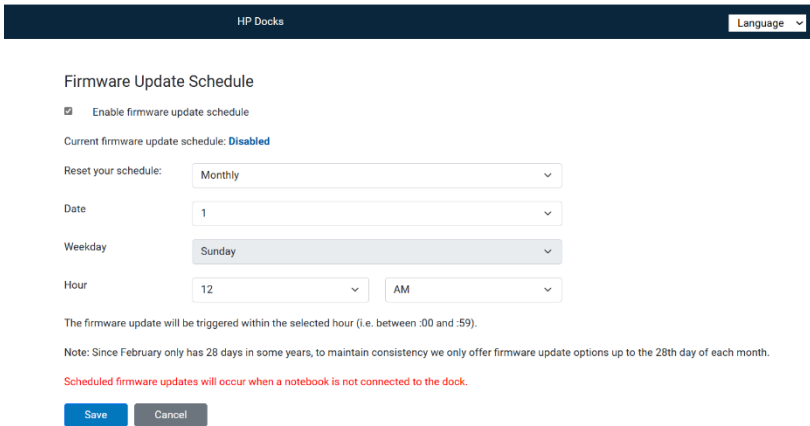 HP Docks
Language
Firmware Update Schedule
Enable firmware update schedule
Current firmware update schedule: Disabled
Reset your schedule: Monthly
Date 1
Weekday Sunday
Hour 12 AM
The firmware update will be triggered within the selected hour (i.e. between :00 and :59).
Note: Since February only has 28 days in some years, to maintain consistency we only offer firmware update options up to the 28th day of each month.
Scheduled firmware updates will occur when a notebook is not connected to the dock.
Save Cancel